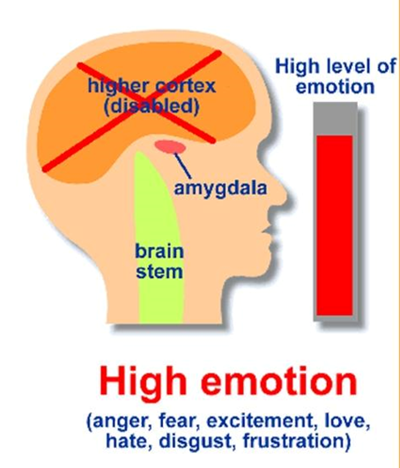 higher cortex
(disabled)
High level of
emotion
amygdala
brain
stem
High emotion
(anger, fear, excitement, love,
hate, disgust, frustration)